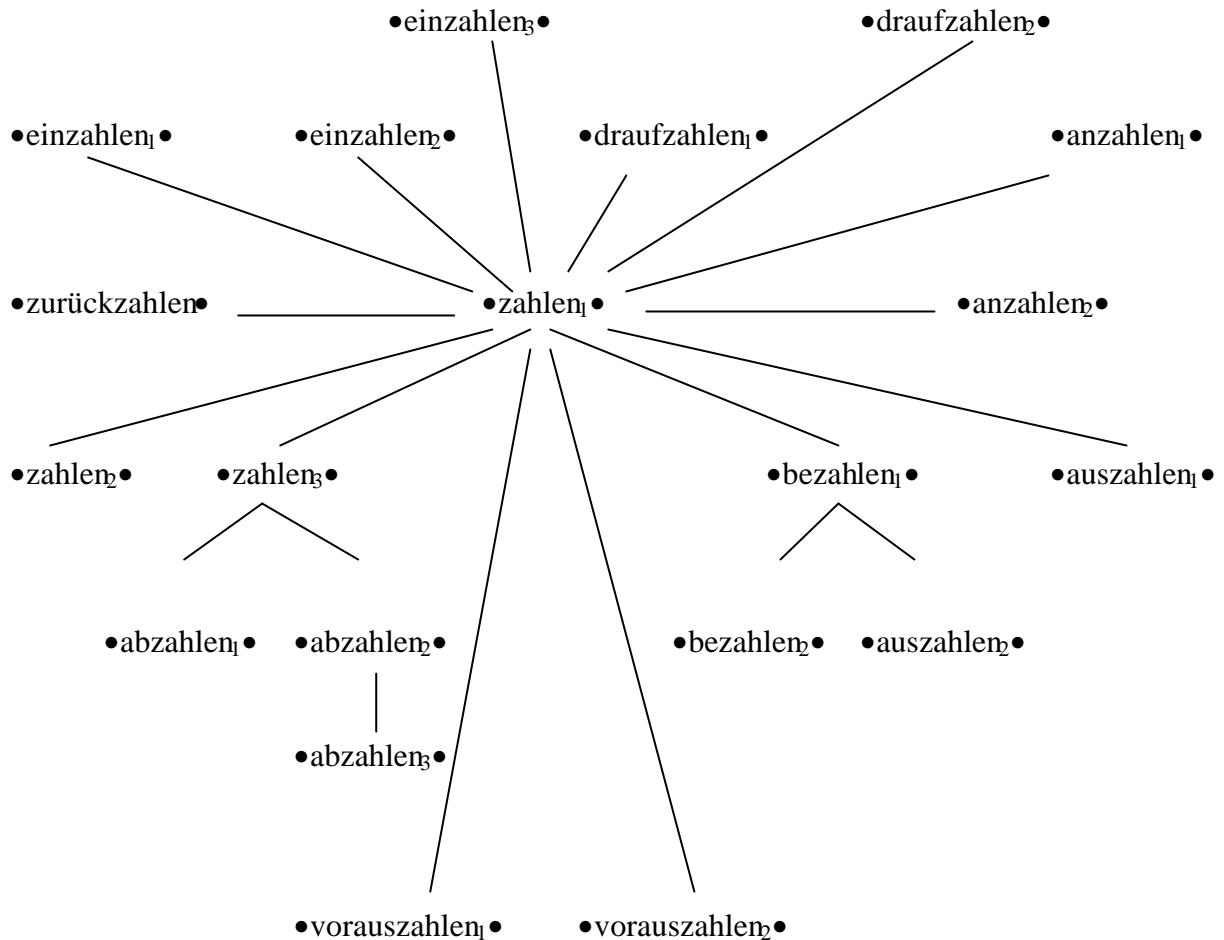 •einzahlen₃• •draufzahlen₂•
•einzahlen₁• •einzahlen₂• •draufzahlen₁• •anzahlen₁•
•zurückzahlen• •zahlen₁• •anzahlen₂•
•zahlen₂• •zahlen₃• •bezahlen₁• •auszahlen₁•
•abzahlen₁• •abzahlen₂• •bezahlen₂• •auszahlen₂•
•abzahlen₃•
•vorauszahlen₁• •vorauszahlen₂•